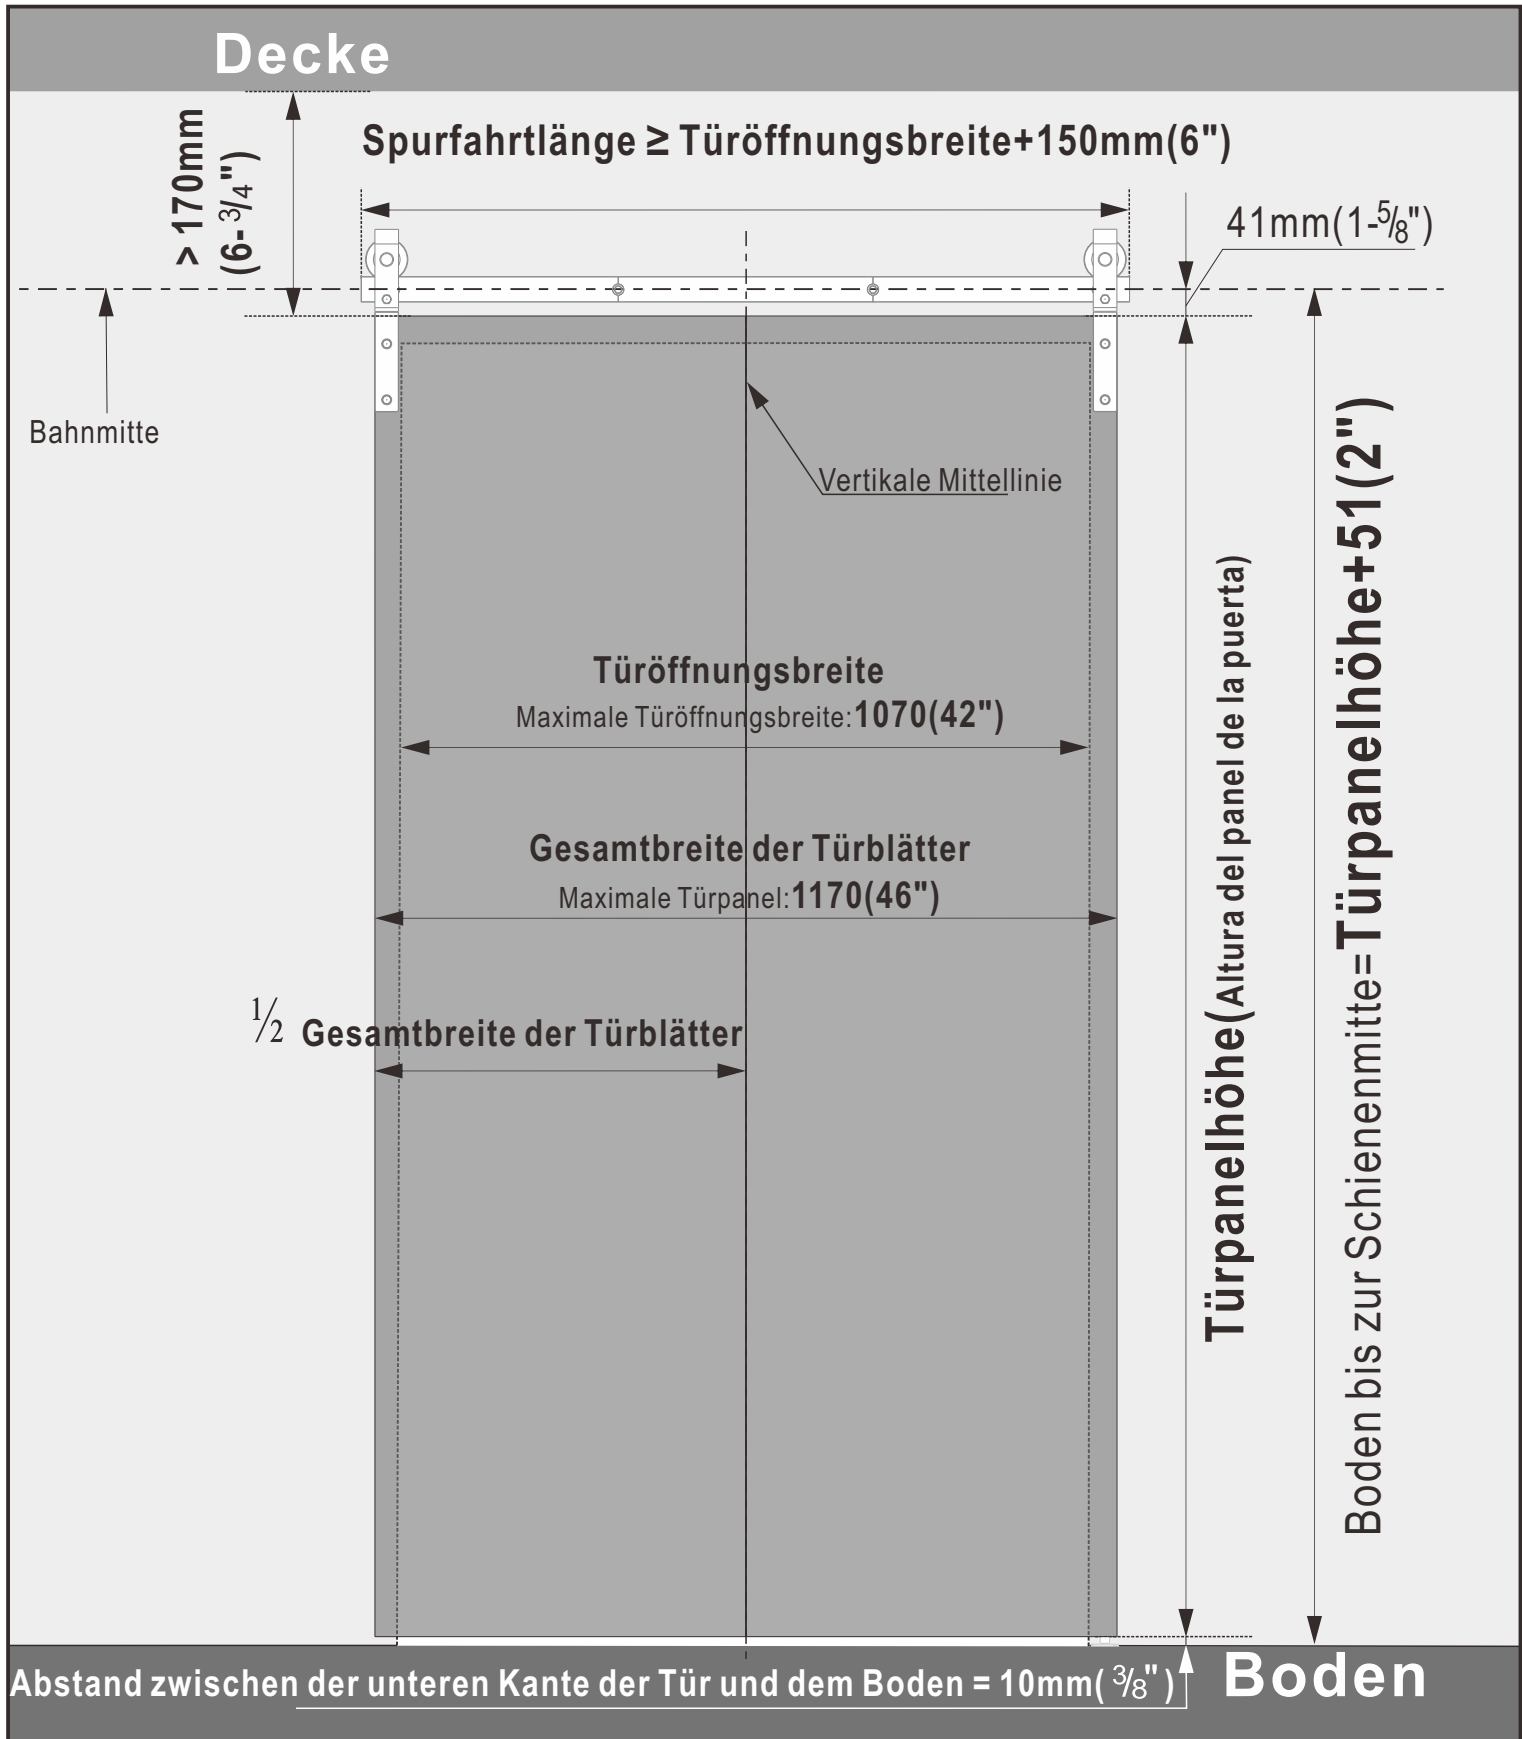 Decke
> 170mm
(6-3/4")
Spurfahrtlänge ≥ Türöffnungsbreite+150mm(6")
41mm(1-5/8")
Bahnmitte
Vertikale Mittellinie
Türöffnungsbreite
Maximale Türöffnungsbreite:1070(42")
Gesamtbreite der Türblätter
Maximale Türpanel:1170(46")
1/2 Gesamtbreite der Türblätter
Türpanelhöhe(Altura del panel de la puerta)
Boden bis zur Schienenmitte=Türpanelhöhe+51(2")
Abstand zwischen der unteren Kante der Tür und dem Boden = 10mm( 3/8" )
Boden